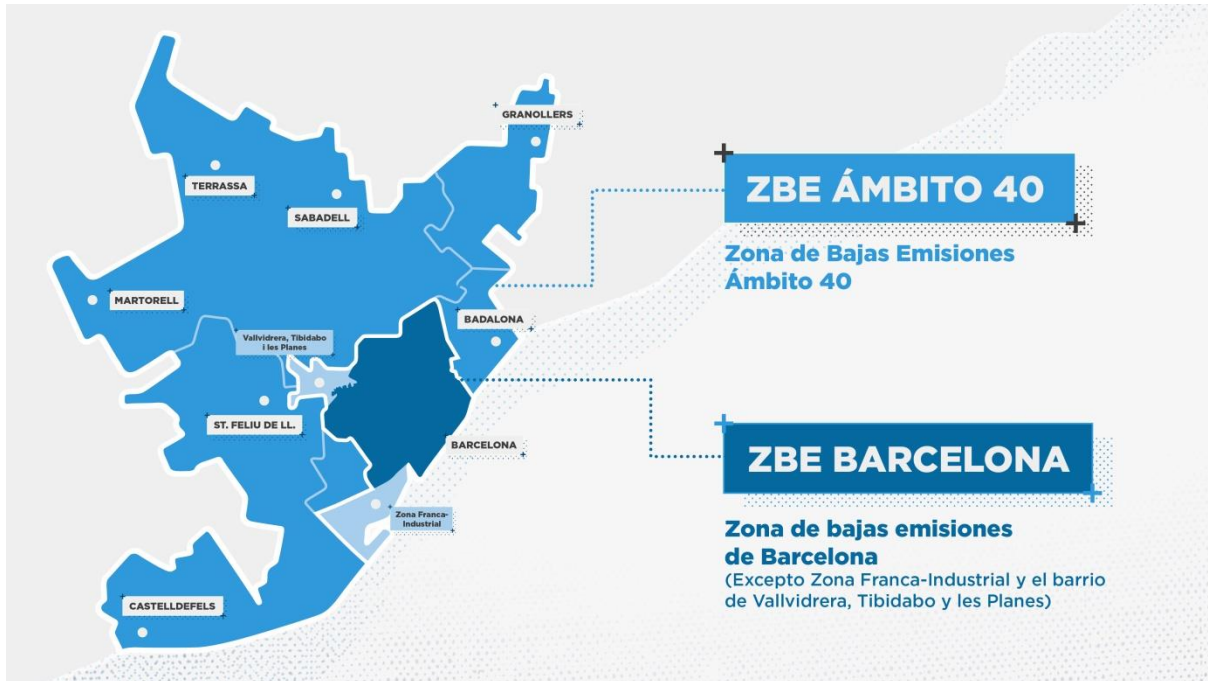 GRANOLLERS
TERRASSA
SABADELL
MARTORELL
Vallvidrera, Tibidabo
i les Planes
BADALONA
ST. FELIU DE LL.
BARCELONA
Zona Franca-
Industrial
CASTELLDEFELS
ZBE ÁMBITO 40
Zona de Bajas Emisiones
Ámbito 40
ZBE BARCELONA
Zona de bajas emisiones
de Barcelona
(Excepto Zona Franca-Industrial y el barrio
de Vallvidrera, Tibidabo y les Planes)